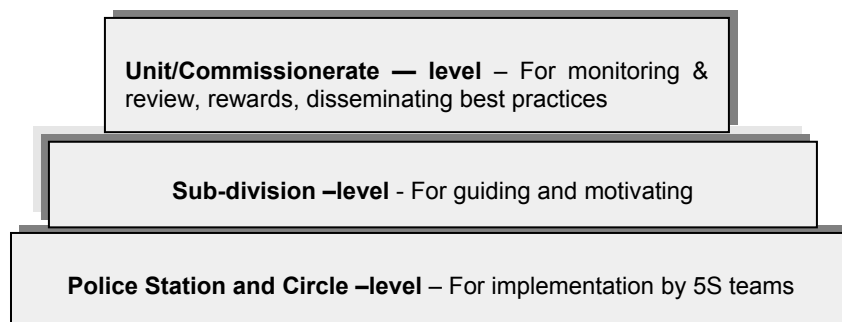 Unit/Commissionerate — level – For monitoring &
review, rewards, disseminating best practices
Sub-division –level - For guiding and motivating
Police Station and Circle –level – For implementation by 5S teams